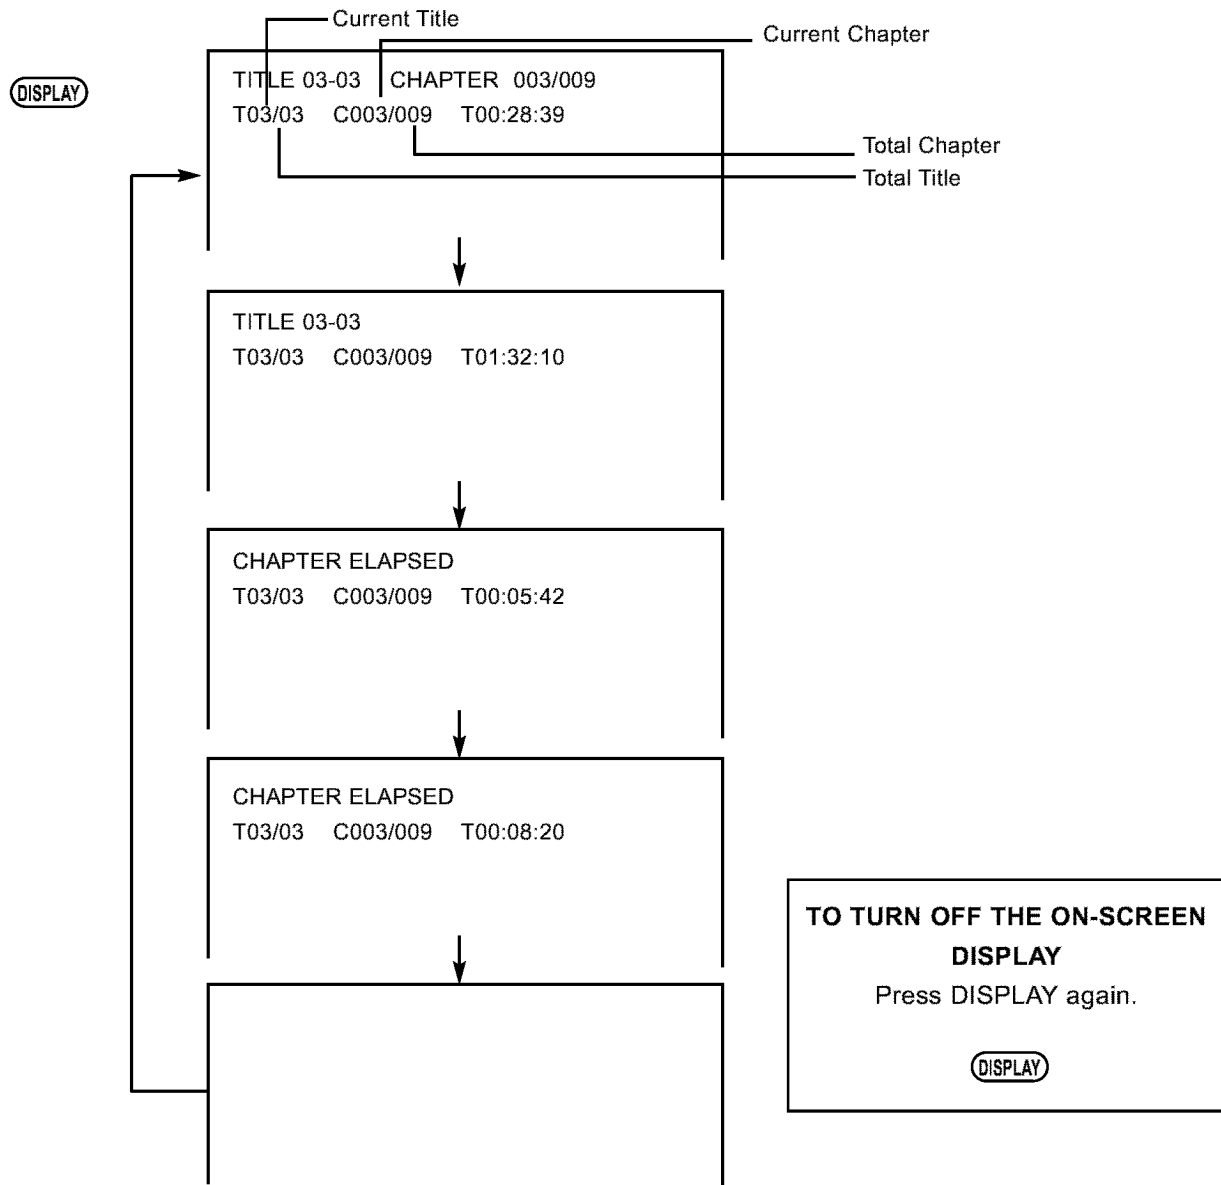 Current Title
Current Chapter
DISPLAY
TITLE 03-03 CHAPTER 003/009
T03/03 C003/009 T00:28:39
Total Chapter
Total Title
TITLE 03-03
T03/03 C003/009 T01:32:10
CHAPTER ELAPSED
T03/03 C003/009 T00:05:42
CHAPTER ELAPSED
T03/03 C003/009 T00:08:20
TO TURN OFF THE ON-SCREEN
DISPLAY
Press DISPLAY again.
DISPLAY